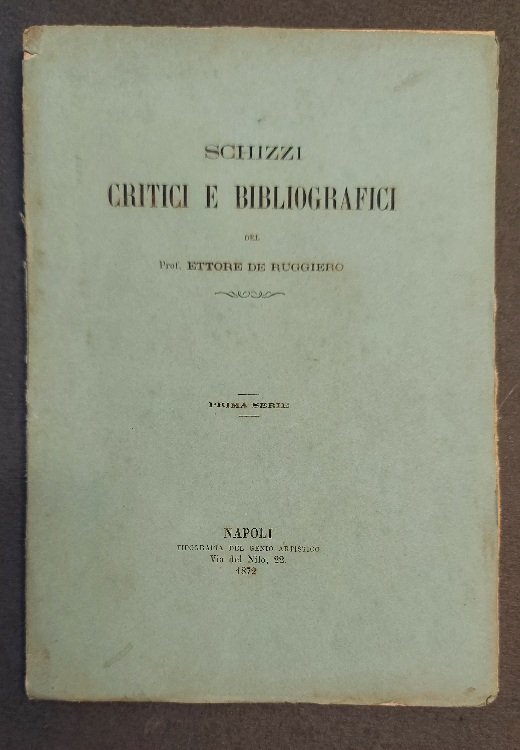 SCHIZZI
CRITICI E BIBLIOGRAFICI
DEL
Prof. ETTORE DE RUGGIERO
PRIMA SERIE
NAPOLI
TIPOGRAFIA DEL GENIO ARTISTICO
Via del Nilo, 22.
1872